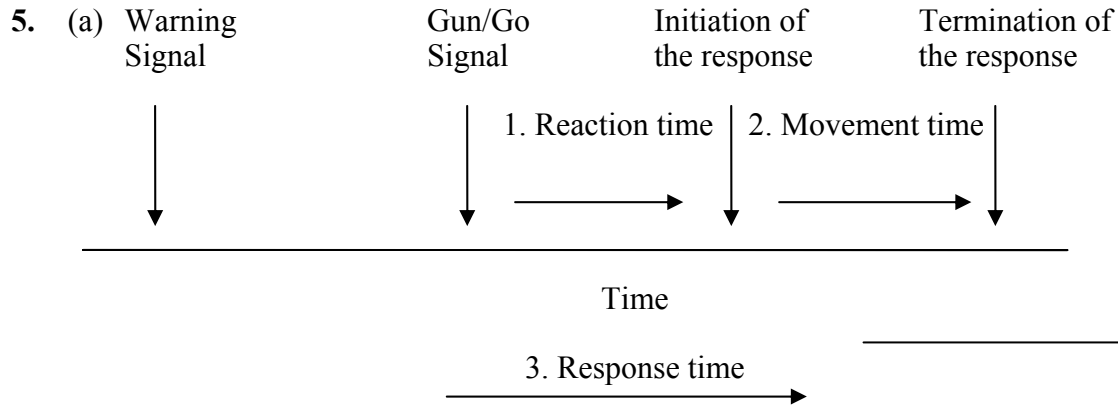 5. (a) Warning Signal
Gun/Go Signal
Initiation of the response
Termination of the response
1. Reaction time
2. Movement time
Time
3. Response time